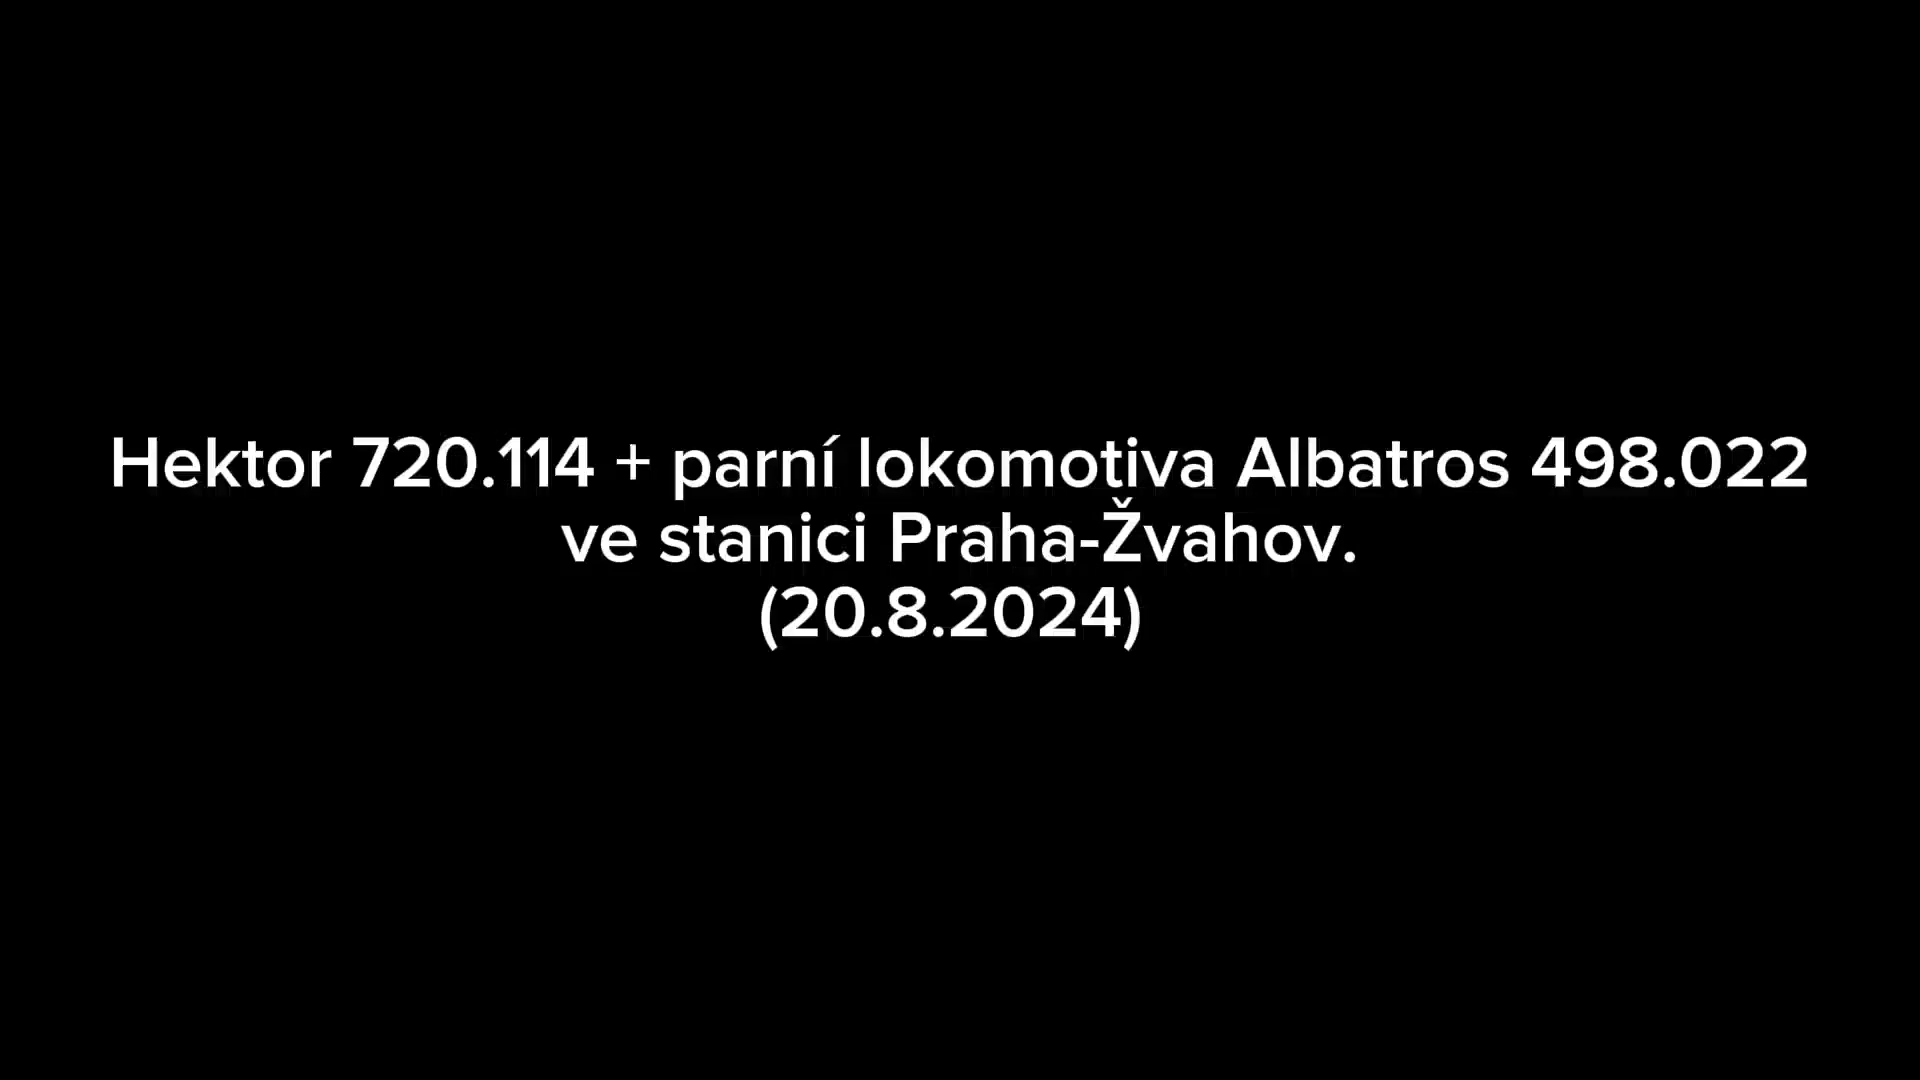 Hektor 720.114 + parní lokomotiva Albatros 498.022
ve stanici Praha-Žvahov.
(20.8.2024)